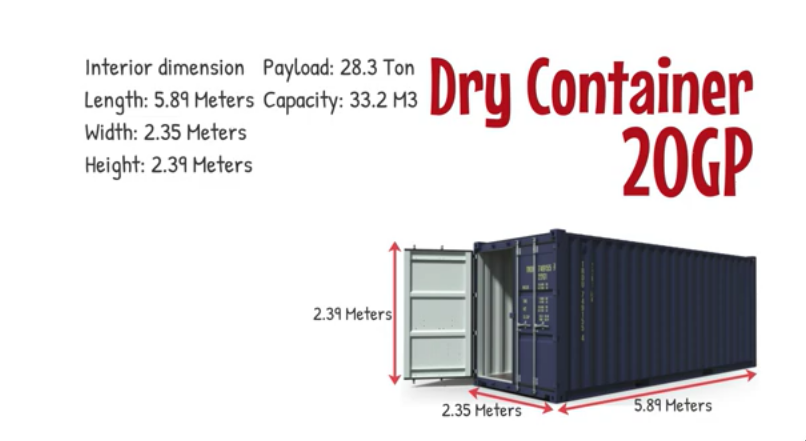 Interior dimension
Length: 5.89 Meters
Width: 2.35 Meters
Height: 2.39 Meters
Payload: 28.3 Ton
Capacity: 33.2 M3
Dry Container
20GP
2.39 Meters
2.35 Meters
5.89 Meters